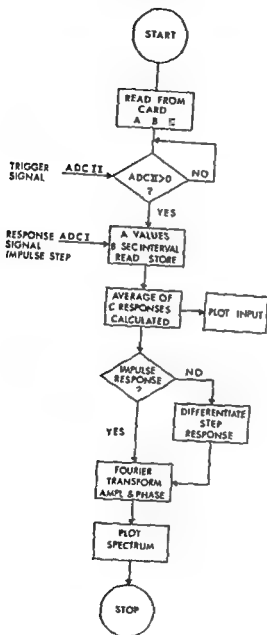 START
READ FROM
CARD
A B C
TRIGGER
SIGNAL
ADC II
ADC II>0
?
NO
YES
RESPONSE
SIGNAL
IMPULSE STEP
ADC I
A VALUES
B SEC INTERVAL
READ STORE
AVERAGE OF
C RESPONSES
CALCULATED
PLOT INPUT
IMPULSE
RESPONSE
?
NO
YES
DIFFERENTIATE
STEP
RESPONSE
FOURIER
TRANSFORM
AMPL & PHASE
PLOT
SPECTRUM
STOP